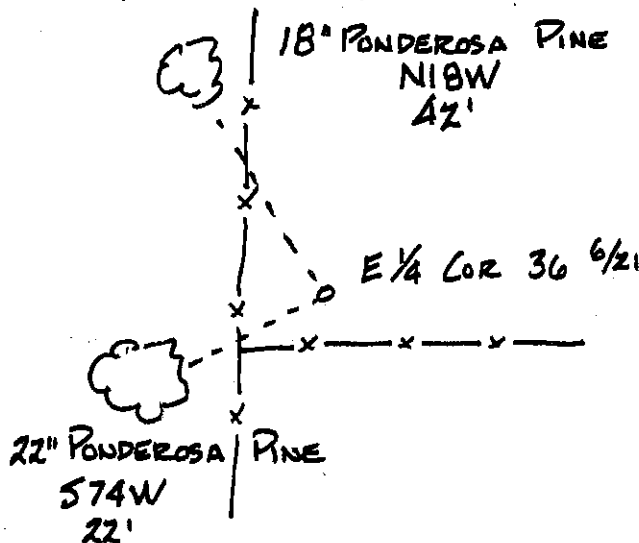 18" PONDEROSA PINE
N18W
42'
E 1/4 COR 36 6/21
22" PONDEROSA PINE
S74W
22'